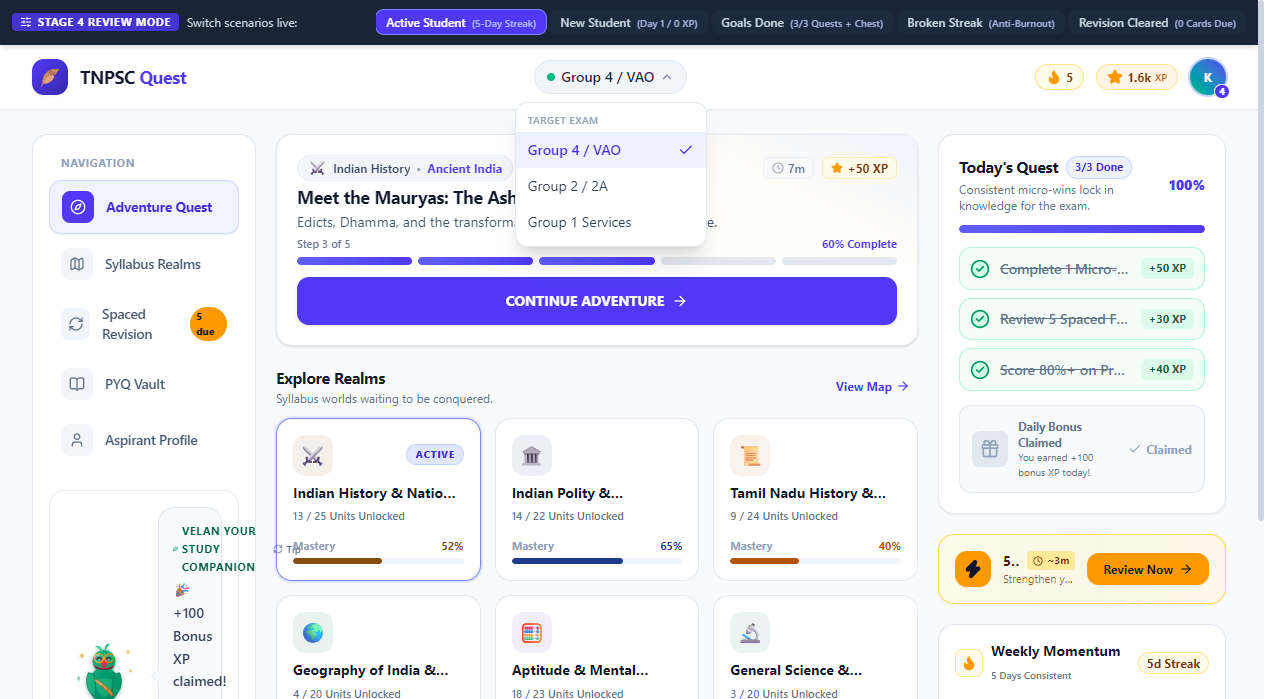 STAGE 4 REVIEW MODE Switch scenarios live: Active Student (5-Day Streak) New Student (Day 1 / 0 XP) Goals Done (3/3 Quests + Chest) Broken Streak (Anti-Burnout) Revision Cleared (0 Cards Due)
TNPSC Quest
Group 4 / VAO
5
1.6k XP
K
4
TARGET EXAM
Group 4 / VAO
Group 2 / 2A
Group 1 Services
NAVIGATION
Adventure Quest
Syllabus Realms
Spaced
Revision
5
due
PYQ Vault
Aspirant Profile
VELAN YOUR
STUDY
COMPANION
Tip
🎉
+100
Bonus
XP
claimed!
Indian History • Ancient India
7m
+50 XP
Meet the Mauryas: The Ash
Edicts, Dhamma, and the transforma e.
Step 3 of 5
60% Complete
CONTINUE ADVENTURE →
Explore Realms
Syllabus worlds waiting to be conquered.
View Map →
ACTIVE
Indian History & Natio...
13 / 25 Units Unlocked
Mastery 52%
Indian Polity &...
14 / 22 Units Unlocked
Mastery 65%
Tamil Nadu History &...
9 / 24 Units Unlocked
Mastery 40%
Geography of India &...
4 / 20 Units Unlocked
Aptitude & Mental...
18 / 23 Units Unlocked
General Science &...
3 / 20 Units Unlocked
Today's Quest 3/3 Done
Consistent micro-wins lock in
knowledge for the exam.
100%
Complete 1 Micro-... +50 XP
Review 5 Spaced F... +30 XP
Score 80%+ on Pr... +40 XP
Daily Bonus
Claimed
You earned +100
bonus XP today!
Claimed
5.. ~3m
Strengthen y...
Review Now →
Weekly Momentum
5 Days Consistent
5d Streak